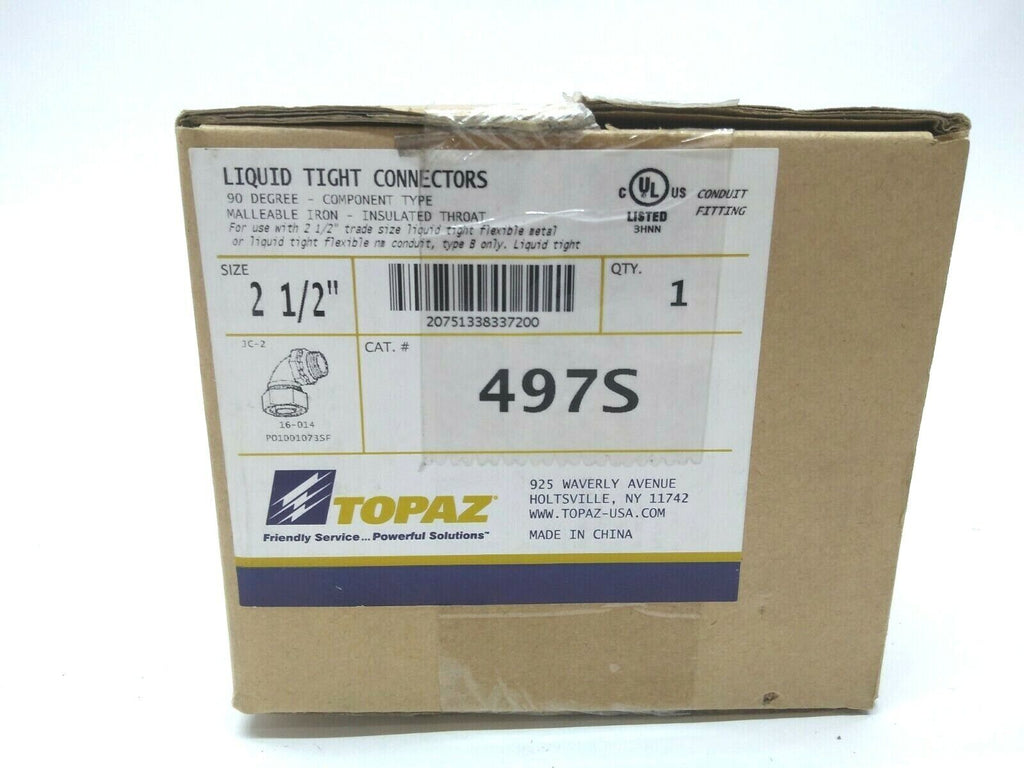 LIQUID TIGHT CONNECTORS
90 DEGREE - COMPONENT TYPE
MALLEABLE IRON - INSULATED THROAT
For use with 2 1/2" trade size liquid tight flexible metal
or liquid tight flexible nm conduit, type B only. Liquid tight
C UL US
LISTED
3HNN
CONDUIT
FITTING
SIZE
2 1/2"
20751338337200
QTY.
1
JC-2
16-014
PO1001073SF
CAT. #
497S
TOPAZ
Friendly Service... Powerful Solutions™
925 WAVERLY AVENUE
HOLTSVILLE, NY 11742
WWW.TOPAZ-USA.COM
MADE IN CHINA